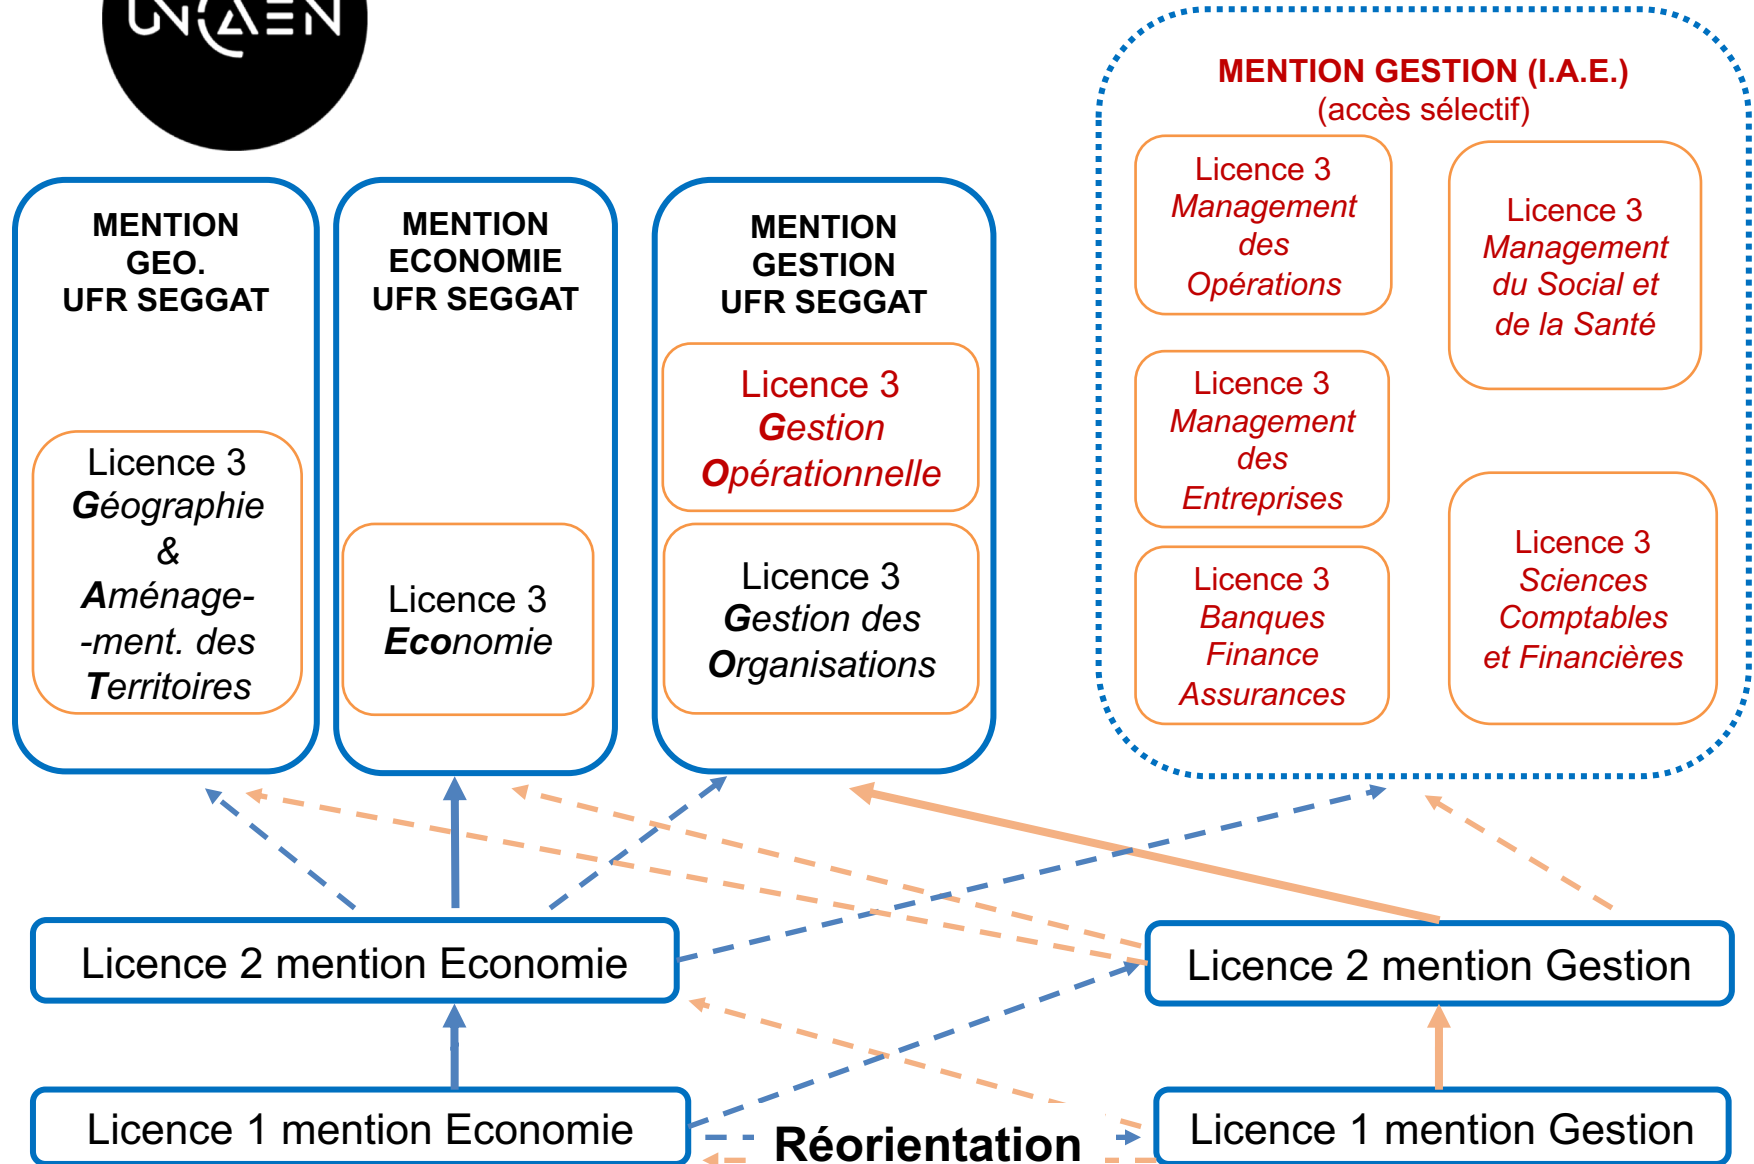 UNICAEN
MENTION GESTION (I.A.E.)
(accès sélectif)
Licence 3
Management
des
Opérations
Licence 3
Management
du Social et
de la Santé
Licence 3
Management
des
Entreprises
Licence 3
Banques
Finance
Assurances
Licence 3
Sciences
Comptables
et Financières
MENTION
GEO.
UFR SEGGAT
Licence 3
Géographie
&
Aménage-
-ment. des
Territoires
MENTION
ECONOMIE
UFR SEGGAT
Licence 3
Economie
MENTION
GESTION
UFR SEGGAT
Licence 3
Gestion
Opérationnelle
Licence 3
Gestion des
Organisations
Licence 2 mention Economie
Licence 2 mention Gestion
Licence 1 mention Economie
Réorientation
Licence 1 mention Gestion